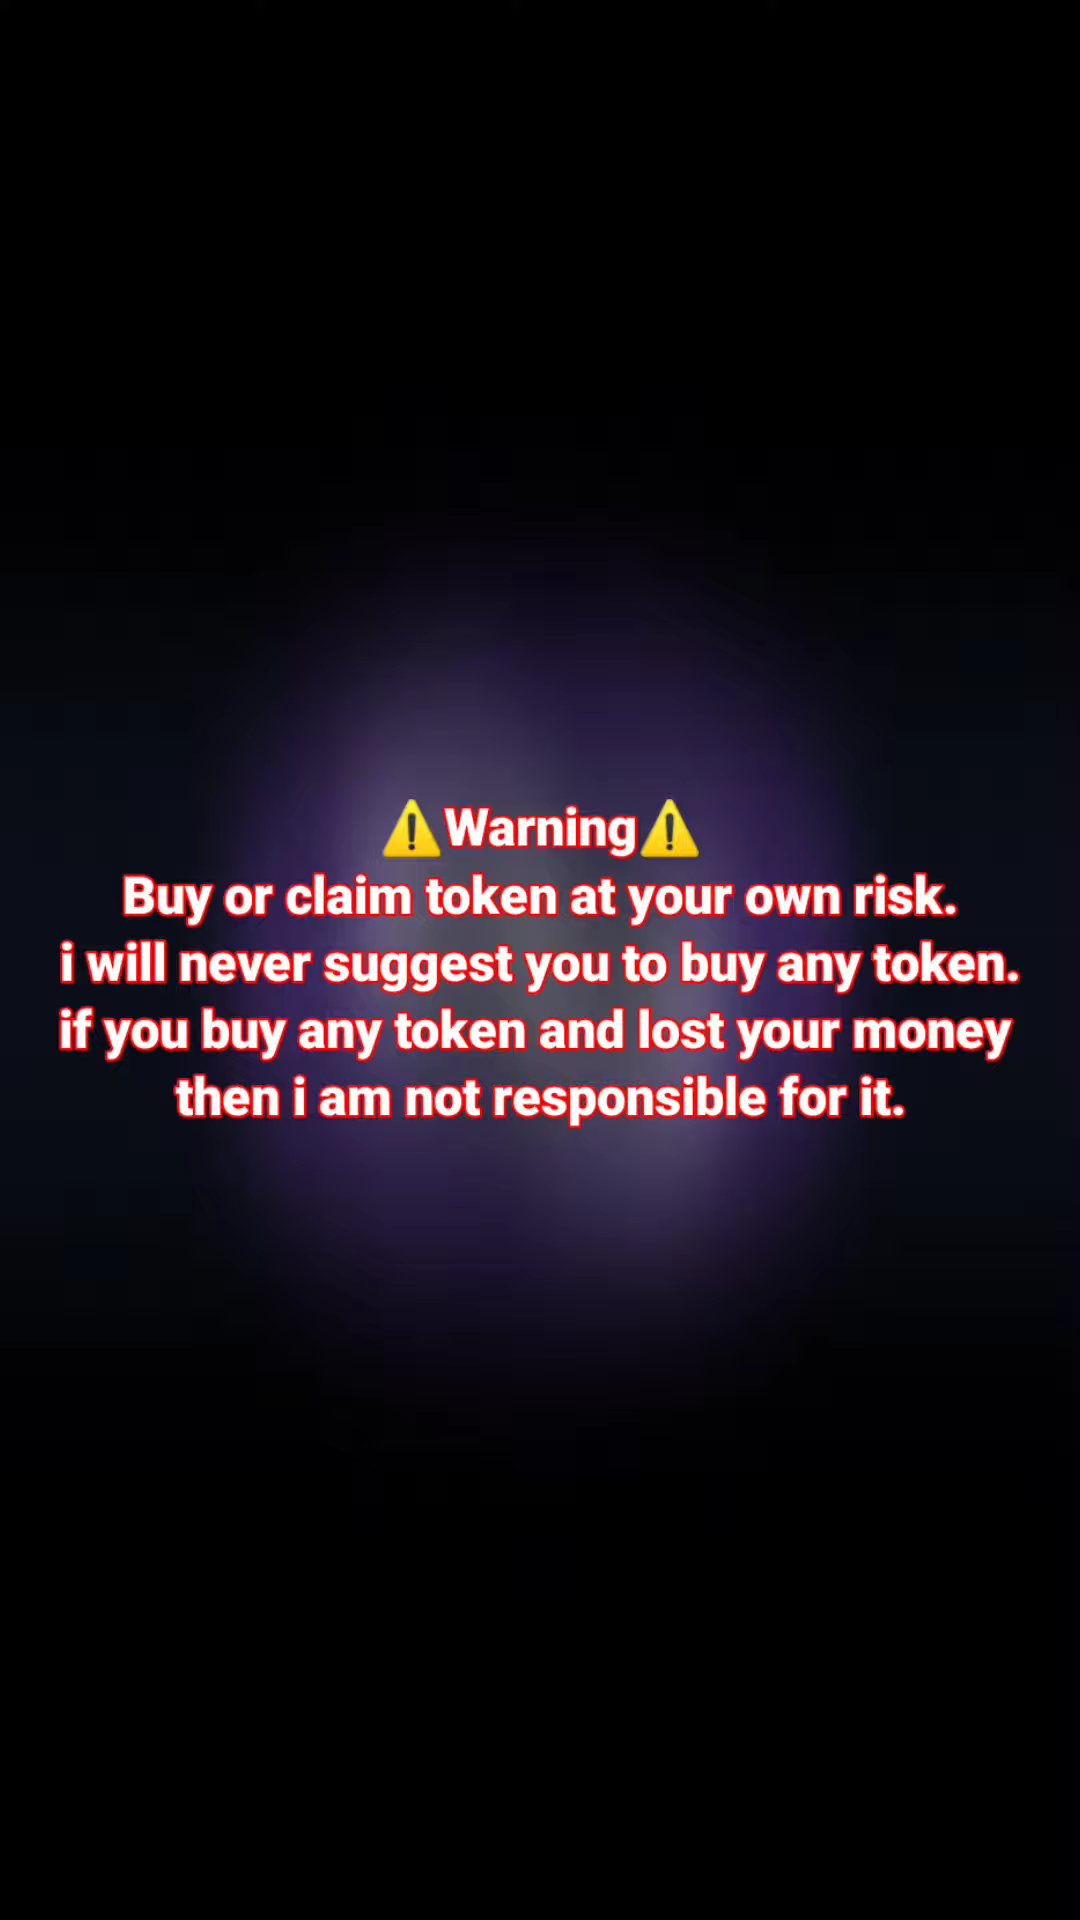 ⚠️Warning⚠️
Buy or claim token at your own risk.
i will never suggest you to buy any token.
if you buy any token and lost your money
then i am not responsible for it.